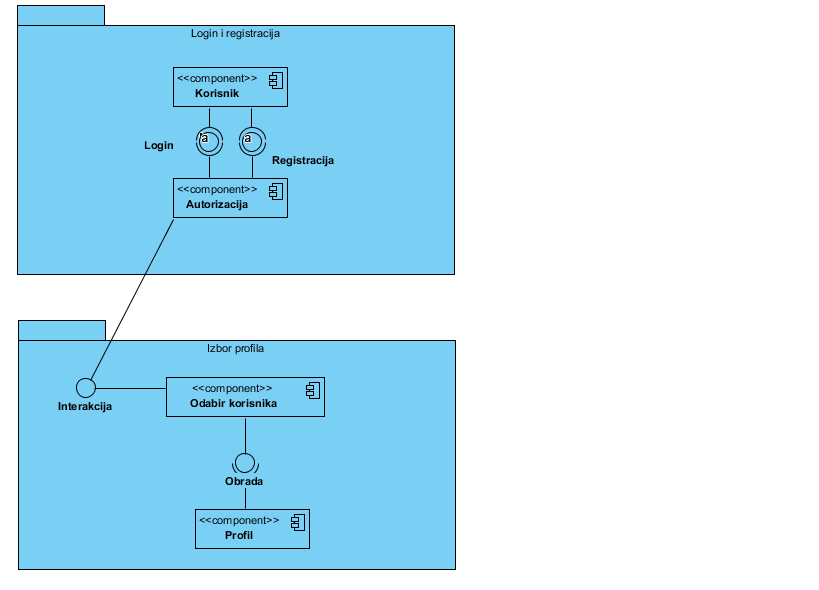 Login i registracija
<<component>>
Korisnik
a
a
Login
Registracija
<<component>>
Autorizacija
Izbor profila
<<component>>
Odabir korisnika
Interakcija
Obrada
<<component>>
Profil